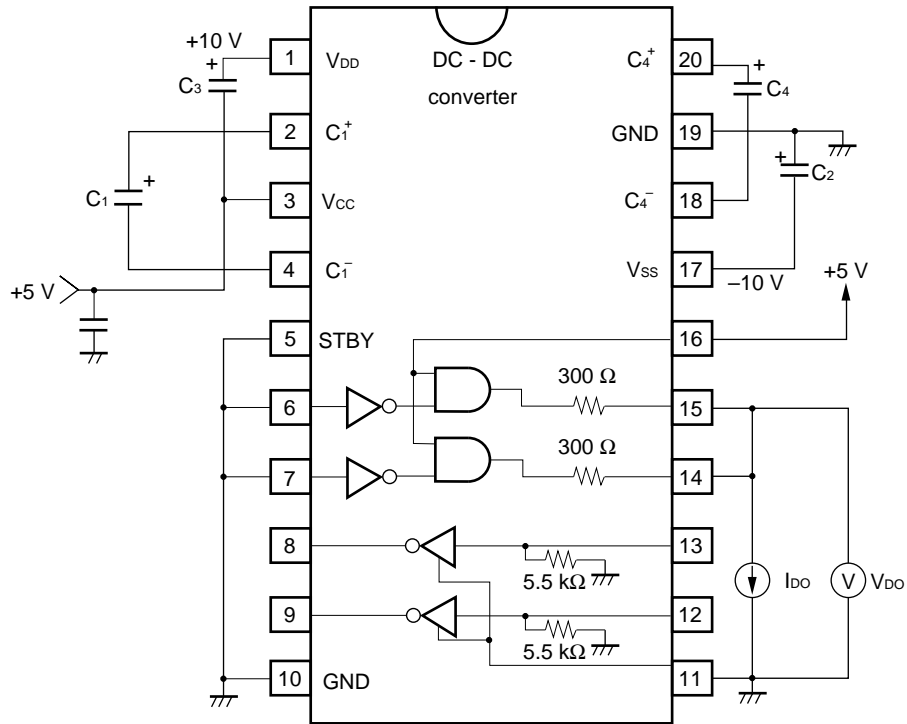 +10 V
+
C3
1
VDD
DC - DC
converter
C4+
20
+
C4
2
C1+
GND
19
+
C2
C1
+
3
VCC
C4−
18
4
C1−
VSS
17
–10 V
+5 V
+5 V
5
STBY
16
300 Ω
6
15
300 Ω
7
14
8
13
5.5 kΩ
IDO
V
VDO
9
12
5.5 kΩ
10
GND
11